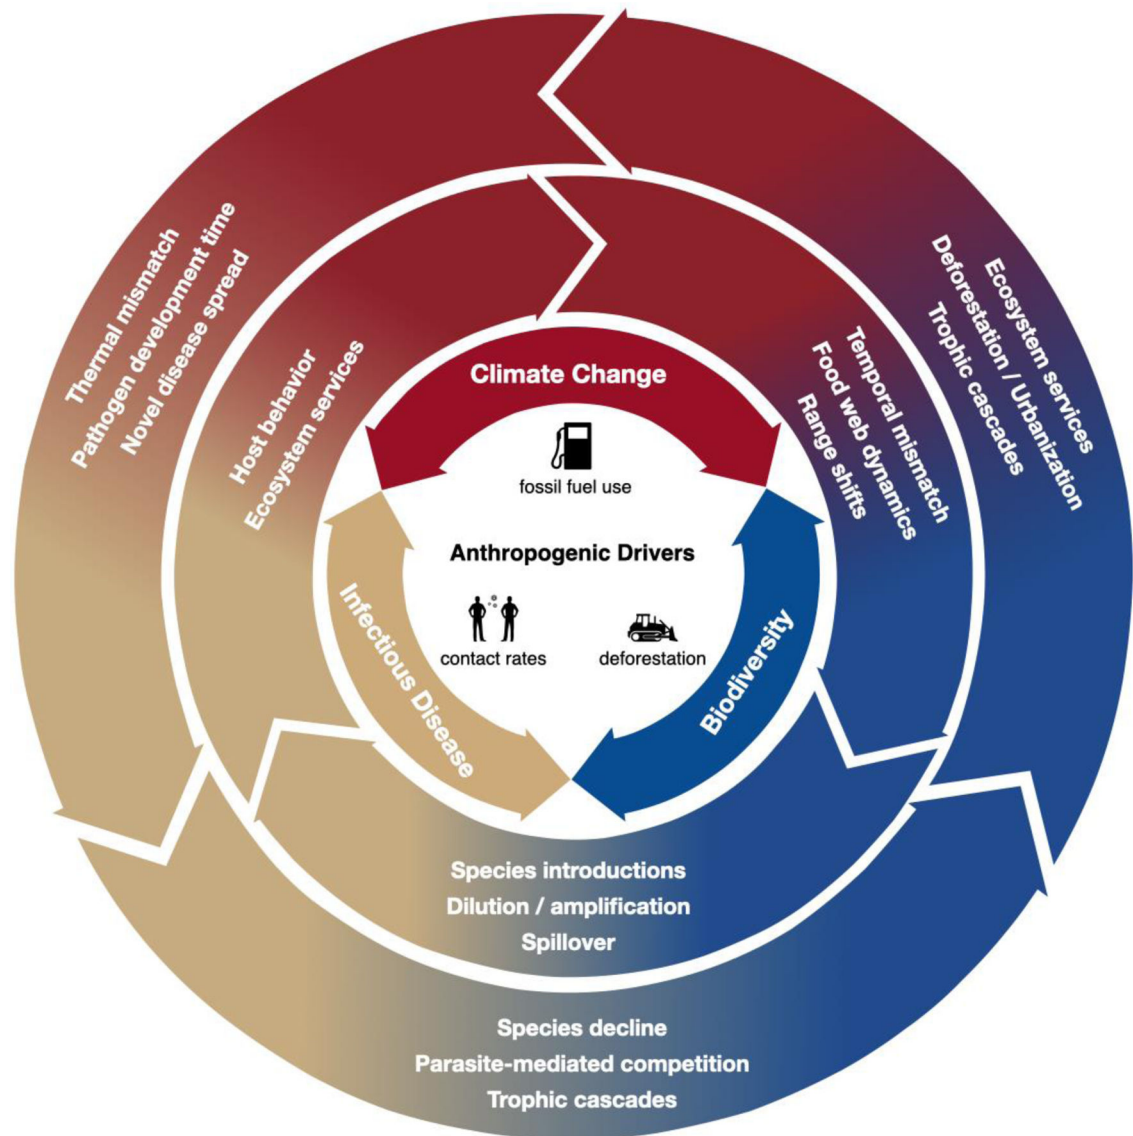 Thermal mismatch
Pathogen development time
Novel disease spread
Host behavior
Ecosystem services
Climate Change
fossil fuel use
Anthropogenic Drivers
contact rates
deforestation
Infectious Disease
Biodiversity
Temporal mismatch
Food web dynamics
Range shifts
Ecosystem services
Deforestation / Urbanization
Trophic cascades
Species introductions
Dilution / amplification
Spillover
Species decline
Parasite-mediated competition
Trophic cascades